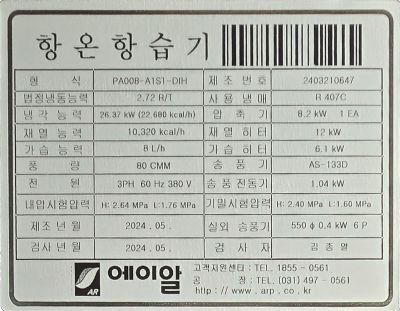 항온항습기
형 식 PA008-A1S1-DIH 제조 번호 2403210647
법정냉동능력 2.72 R/T 사용 냉매 R 407C
냉각 능력 26.37 kW (22,680 kcal/h) 압 축 기 8.2 kW 1 EA
재열 능력 10,320 kcal/h 재열 히터 12 kW
가습 능력 8 L/h 가습 히터 6.1 kW
풍 량 80 CMM 송 풍 기 AS-133D
전 원 3PH 60 Hz 380 V 송풍 전동기 1.04 kW
내압시험압력 H: 2.64 MPa L:1.76 MPa 기밀시험압력 H: 2.40 MPa L:1.60 MPa
제조 년월 2024 .05 . 실외 송풍기 550 ϕ 0.4 kW 6 P
검사 년월 2024 .05 . 검 사 자 김 종 열
AR 에이알 고객지원센타 : TEL. 1855 - 0561
공 장 : TEL. (031) 497 - 0561
http : // www . arp . co . kr